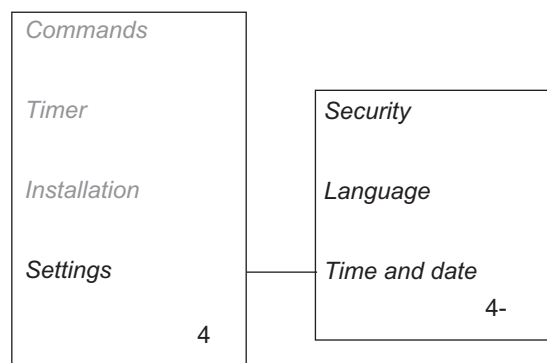 Commands
Timer
Installation
Settings
4
Security
Language
Time and date
4-